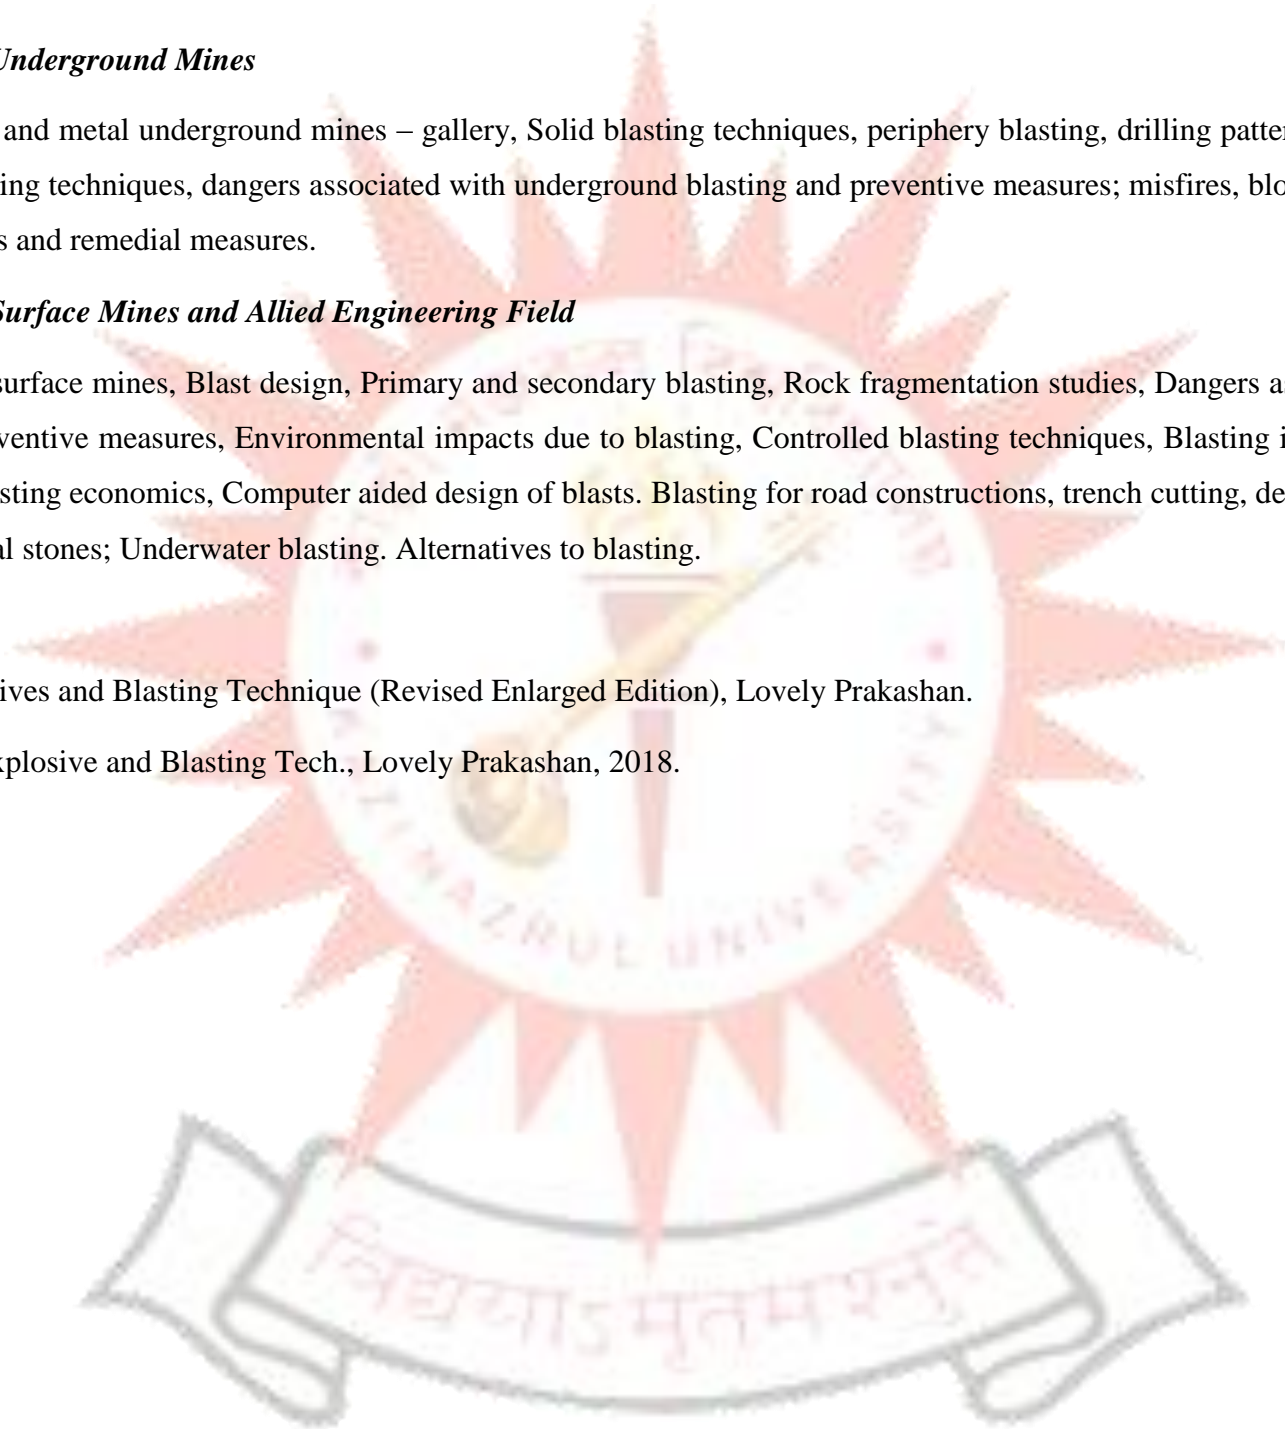 Underground Mines
and metal underground mines – gallery, Solid blasting techniques, periphery blasting, drilling patter
ing techniques, dangers associated with underground blasting and preventive measures; misfires, blo
s and remedial measures.
Surface Mines and Allied Engineering Field
surface mines, Blast design, Primary and secondary blasting, Rock fragmentation studies, Dangers as
ventive measures, Environmental impacts due to blasting, Controlled blasting techniques, Blasting i
sting economics, Computer aided design of blasts. Blasting for road constructions, trench cutting, de
al stones; Underwater blasting. Alternatives to blasting.
ives and Blasting Technique (Revised Enlarged Edition), Lovely Prakashan.
xplosive and Blasting Tech., Lovely Prakashan, 2018.
KAZI NAZRUL UNIVERSITY
विद्ययाऽमृतमश्नुते